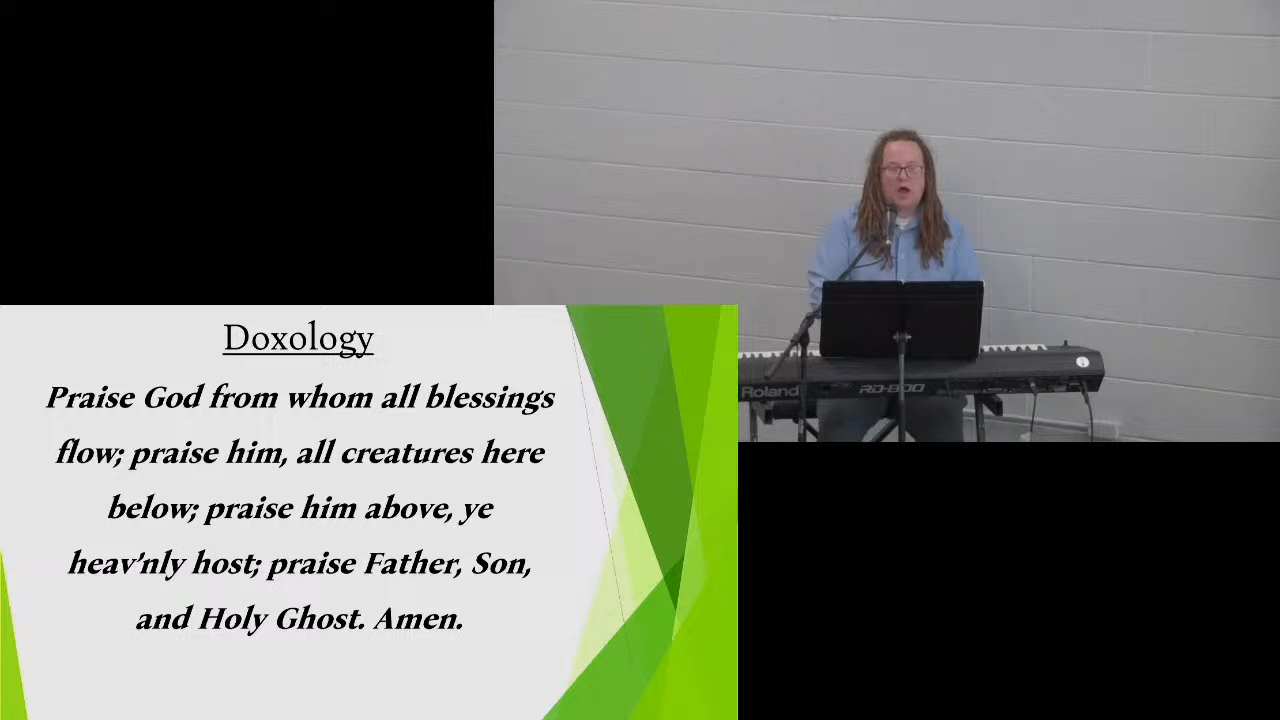 Doxology
Praise God from whom all blessings
flow; praise him, all creatures here
below; praise him above, ye
heav'nly host; praise Father, Son,
and Holy Ghost. Amen.
Roland RD-800